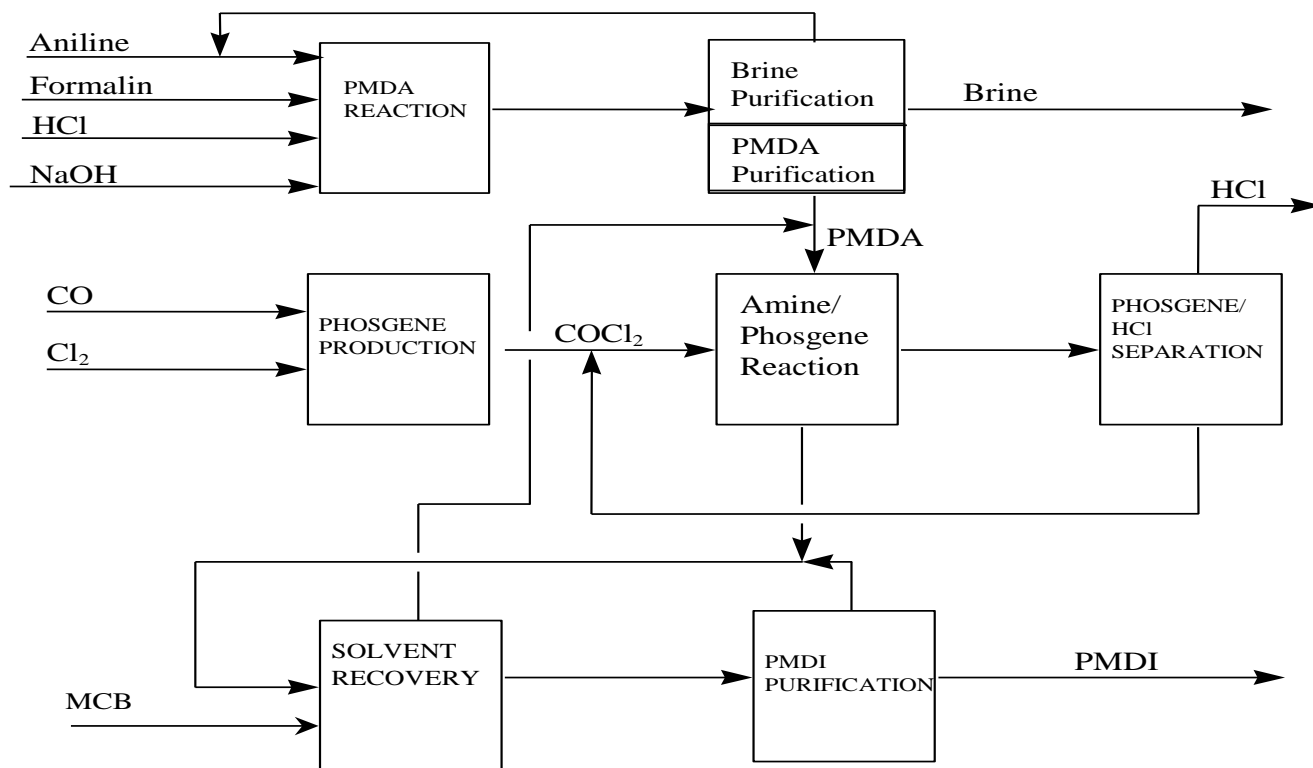 Aniline
Formalin
HCl
NaOH
PMDA
REACTION
Brine
Purification
PMDA
Purification
Brine
HCl
PMDA
CO
Cl₂
PHOSGENE
PRODUCTION
COCl₂
Amine/
Phosgene
Reaction
PHOSGENE/
HCl
SEPARATION
MCB
SOLVENT
RECOVERY
PMDI
PURIFICATION
PMDI